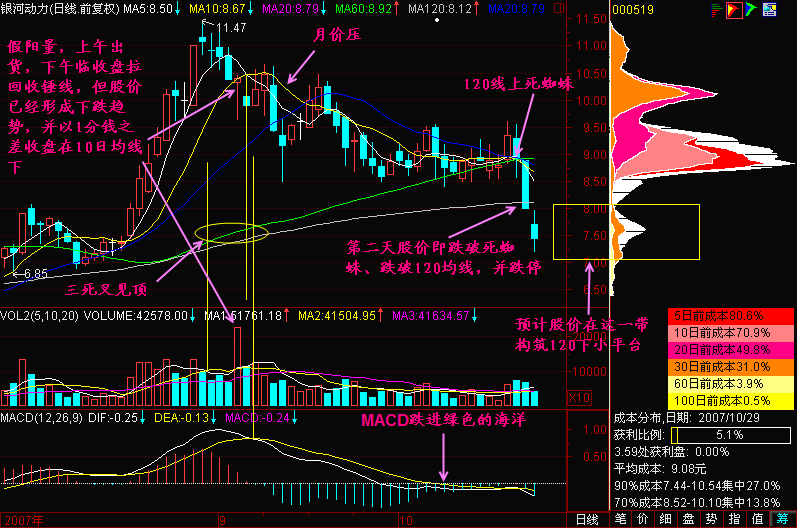 银河动力(日线.前复权) MA5:8.50↓ MA10:8.67↓ MA20:8.79↓ MA60:8.92↑ MA120:8.12↑ MA20:8.79
000519
11.47
月价压
假阳量，上午出
货，下午临收盘拉
回收锤线，但股价
已经形成下跌趋
势，并以1分钱之
差收盘在10日均线
下
120线上死蜘蛛
第二天股价即跌破死蜘
蛛、跌破120均线，并跌停
6.85
三死叉见顶
预计股价在这一带
构筑120下小平台
11.50
11.00
10.50
10.00
9.50
9.00
8.50
8.00
7.50
7.00
6.50
VOL2(5,10,20) VOLUME:42578.00↓ MA1:51761.18↑ MA2:41504.95↑ MA3:41634.57↓
20000
10000
X10
MACD(12,26,9) DIF:-0.25↓ DEA:-0.13↓ MACD:-0.24↓
MACD跌进绿色的海洋
1.00
0.50
0.00
5日前成本80.6%
10日前成本70.9%
20日前成本49.8%
30日前成本31.0%
60日前成本3.9%
100日前成本0.5%
成本分布,日期: 2007/10/29
获利比例: 5.1%
3.59处获利盘: 0.00%
平均成本: 9.08元
90%成本7.44-10.54集中27.0%
70%成本8.52-10.10集中13.8%
2007年 9 10 日线 笔 价 细 盘 势 指 值 筹